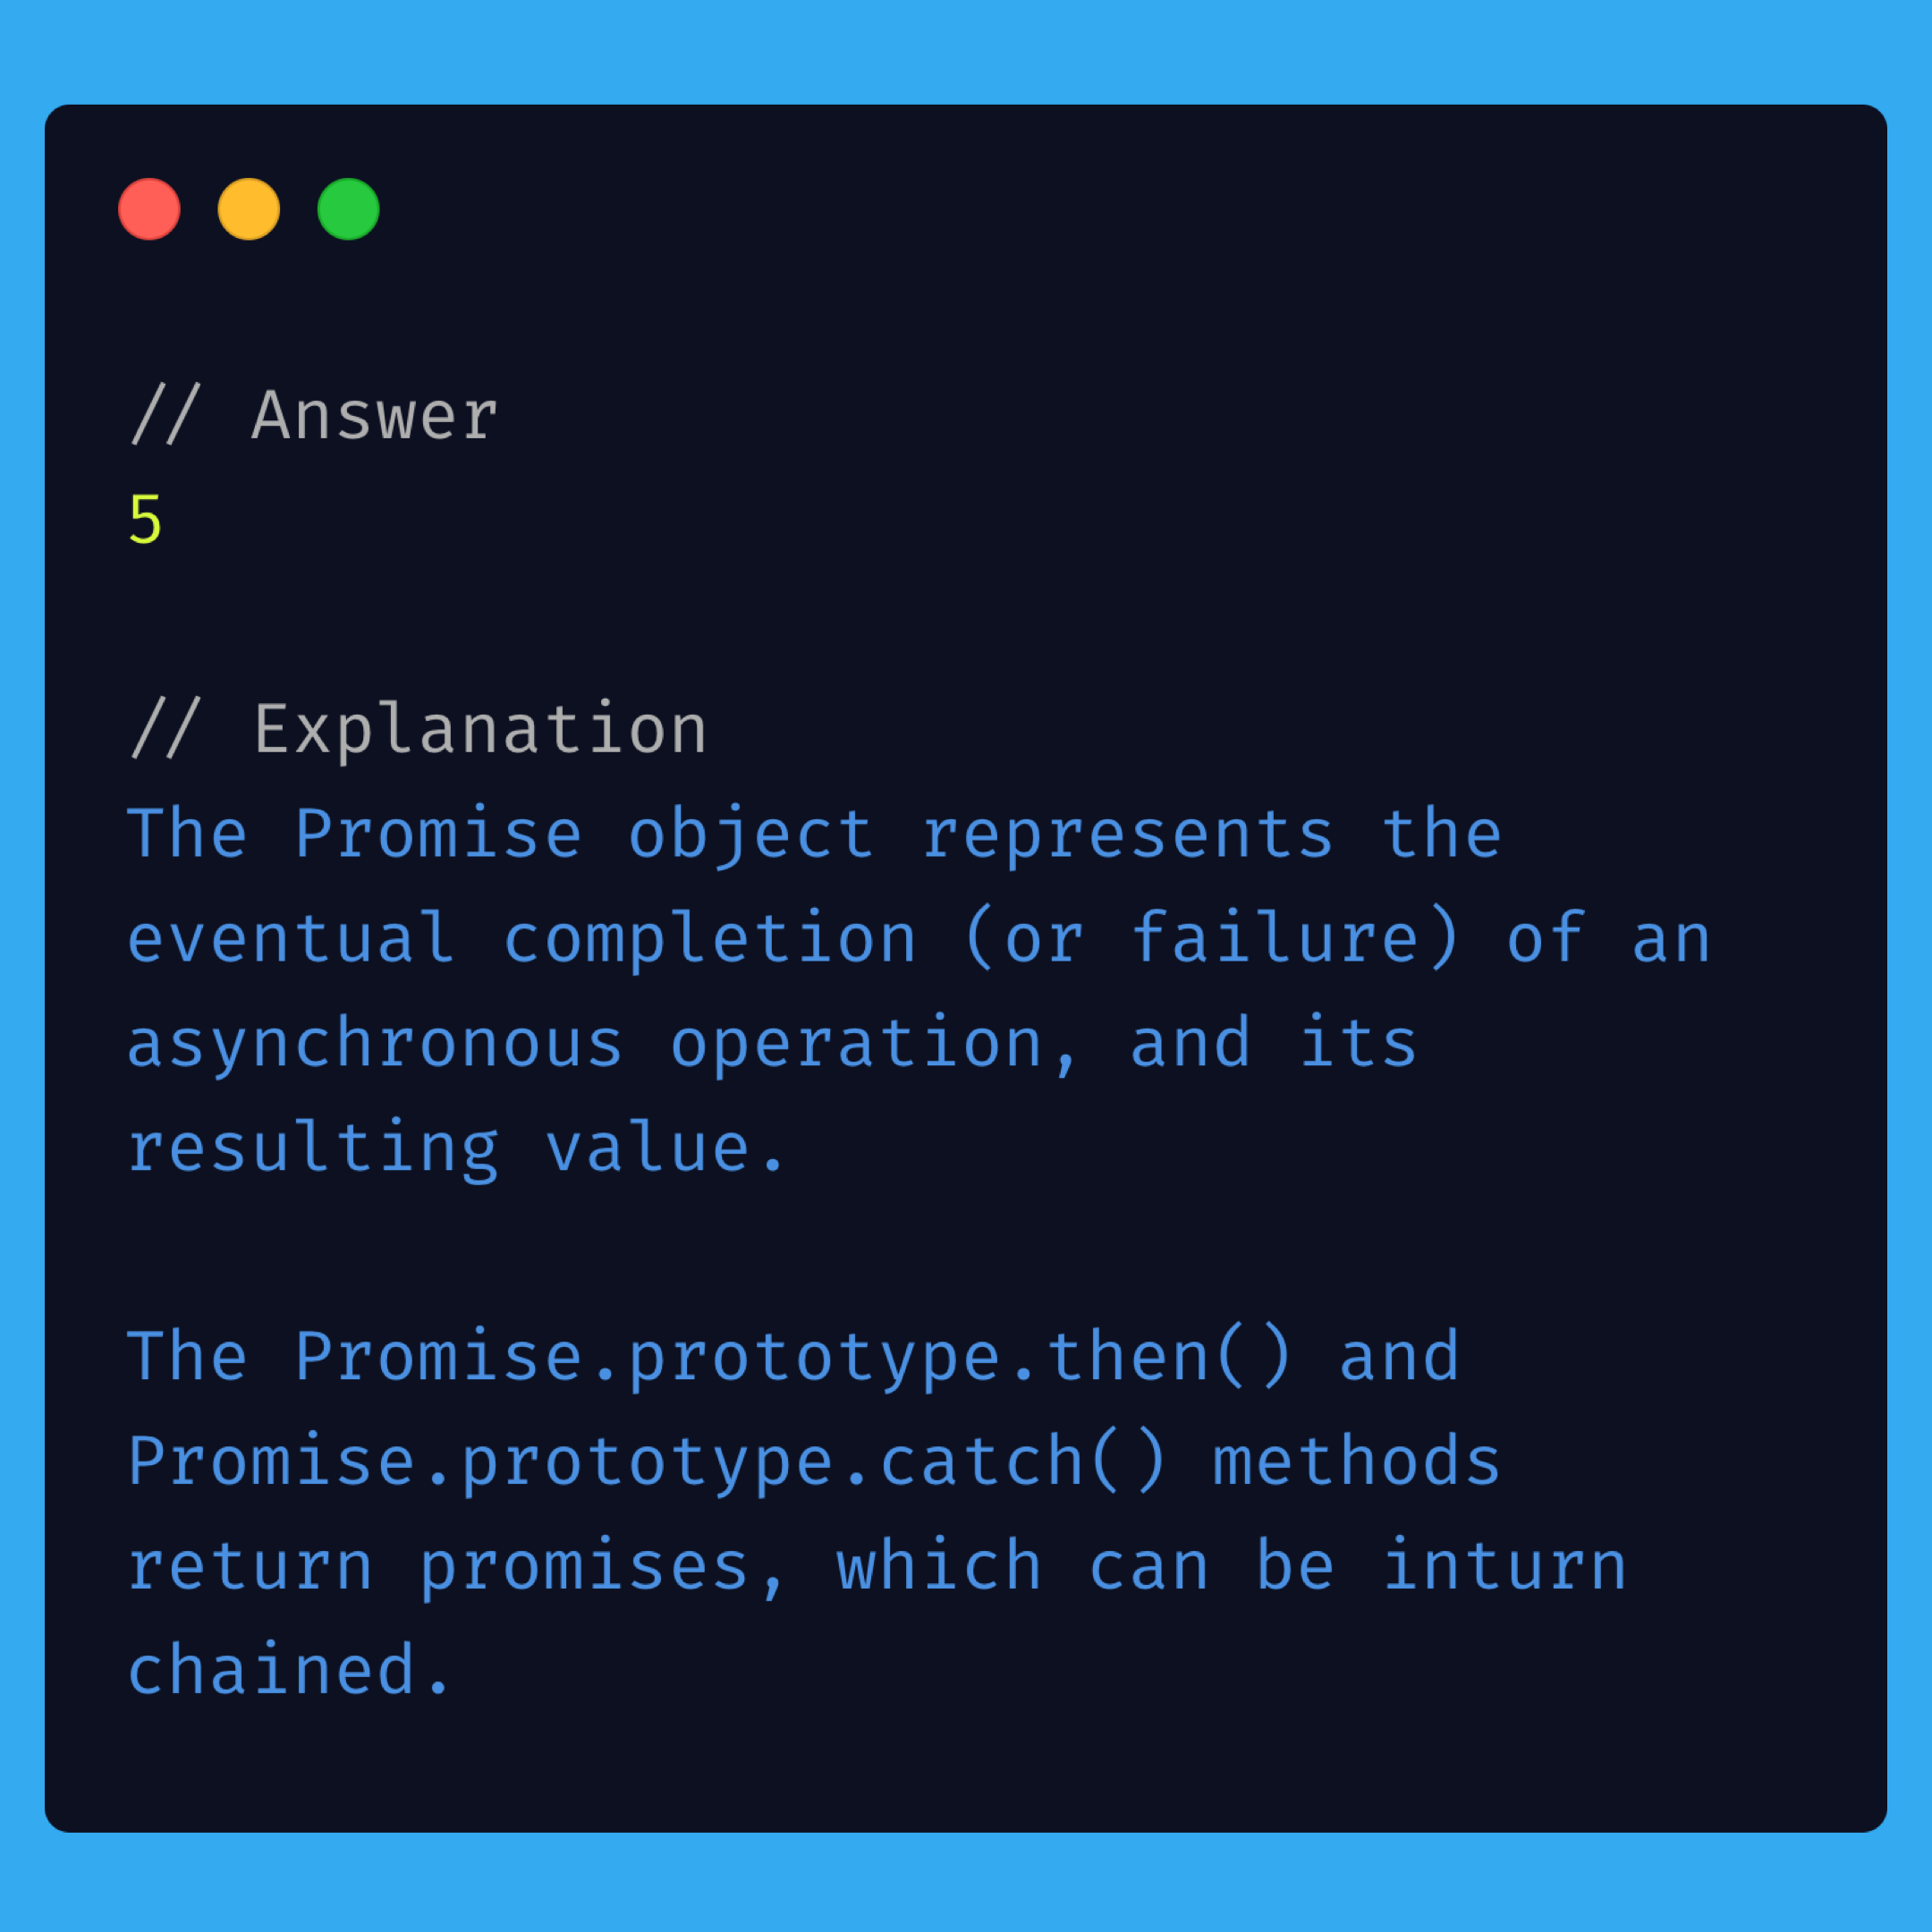 // Answer
5
// Explanation
The Promise object represents the
eventual completion (or failure) of an
asynchronous operation, and its
resulting value.
The Promise.prototype.then() and
Promise.prototype.catch() methods
return promises, which can be inturn
chained.